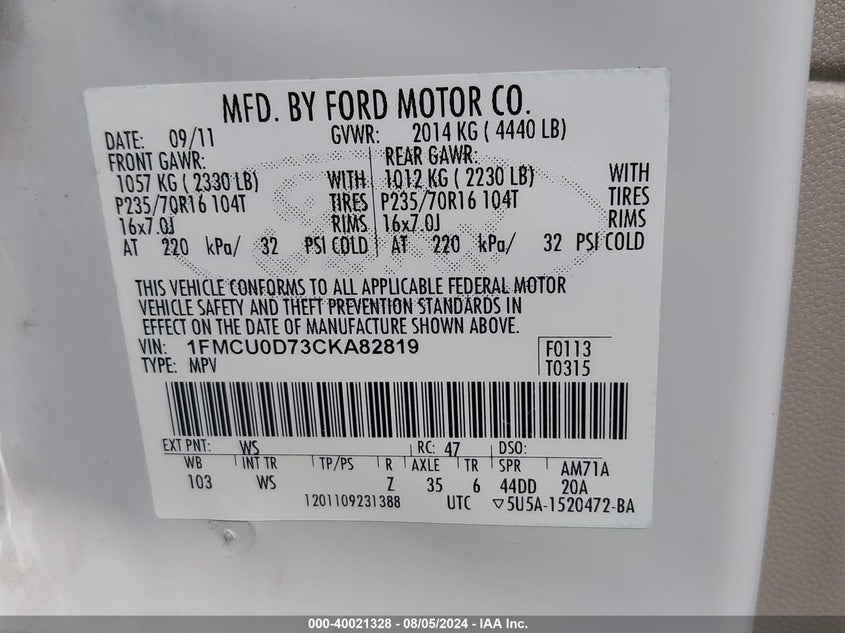 MFD. BY FORD MOTOR CO.
DATE: 09/11 GVWR: 2014 KG ( 4440 LB)
FRONT GAWR: REAR GAWR:
1057 KG ( 2330 LB) WITH 1012 KG ( 2230 LB) WITH
P235/70R16 104T TIRES P235/70R16 104T TIRES
16x7.0J RIMS 16x7.0J RIMS
AT 220 kPa/ 32 PSI COLD AT 220 kPa/ 32 PSI COLD
THIS VEHICLE CONFORMS TO ALL APPLICABLE FEDERAL MOTOR
VEHICLE SAFETY AND THEFT PREVENTION STANDARDS IN
EFFECT ON THE DATE OF MANUFACTURE SHOWN ABOVE.
VIN: 1FMCU0D73CKA82819 F0113
TYPE: MPV T0315
EXT PNT: WS RC: 47 DSO:
WB INT TR TP/PS R AXLE TR SPR AM71A
103 WS Z 35 6 44DD 20A
1201109231388 UTC ▽5U5A-1520472-BA
000-40021328 - 08/05/2024 - IAA Inc.